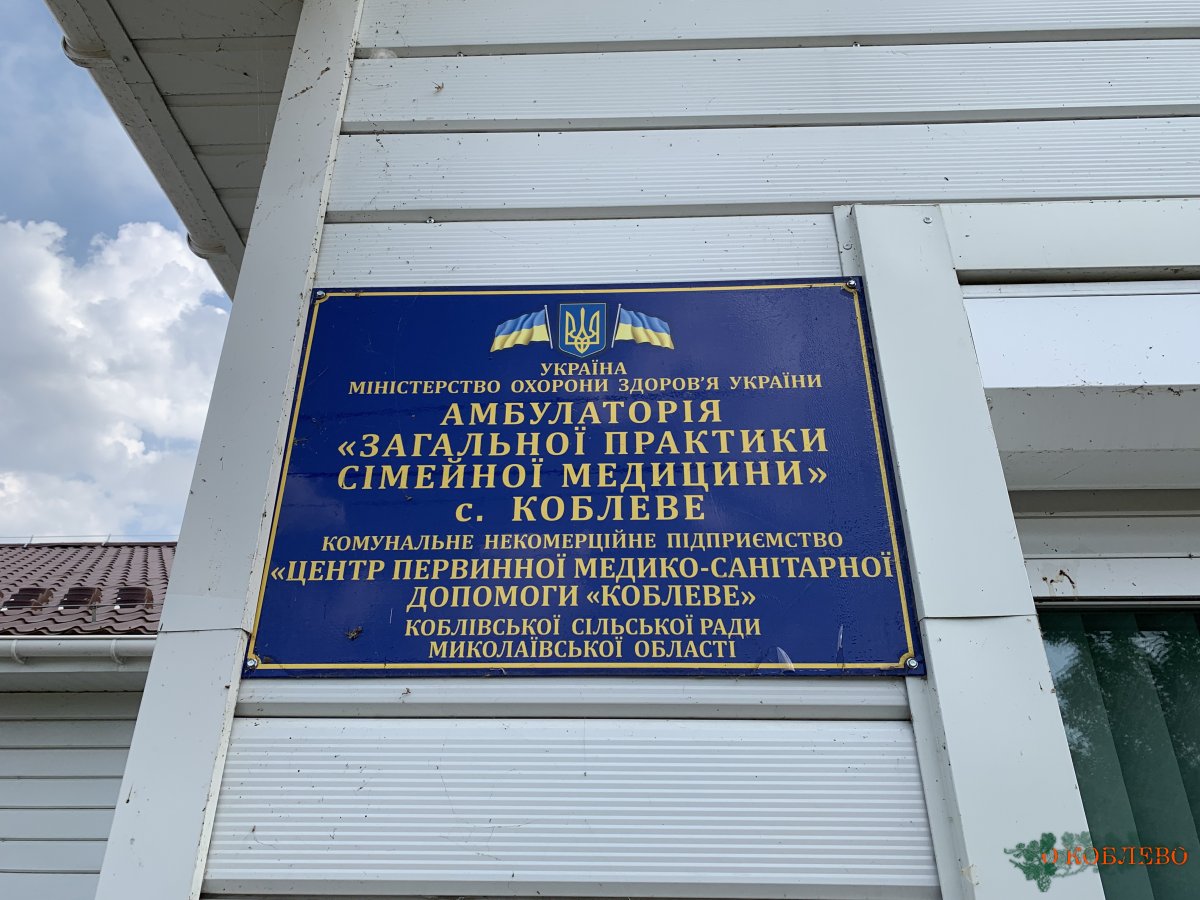 УКРАЇНА
МІНІСТЕРСТВО ОХОРОНИ ЗДОРОВ'Я УКРАЇНИ
АМБУЛАТОРІЯ
«ЗАГАЛЬНОЇ ПРАКТИКИ
СІМЕЙНОЇ МЕДИЦИНИ»
с. КОБЛЕВЕ
КОМУНАЛЬНЕ НЕКОМЕРЦІЙНЕ ПІДПРИЄМСТВО
«ЦЕНТР ПЕРВИННОЇ МЕДИКО-САНІТАРНОЇ
ДОПОМОГИ «КОБЛЕВЕ»
КОБЛІВСЬКОЇ СІЛЬСЬКОЇ РАДИ
МИКОЛАЇВСЬКОЇ ОБЛАСТІ
О КОБЛЕВО